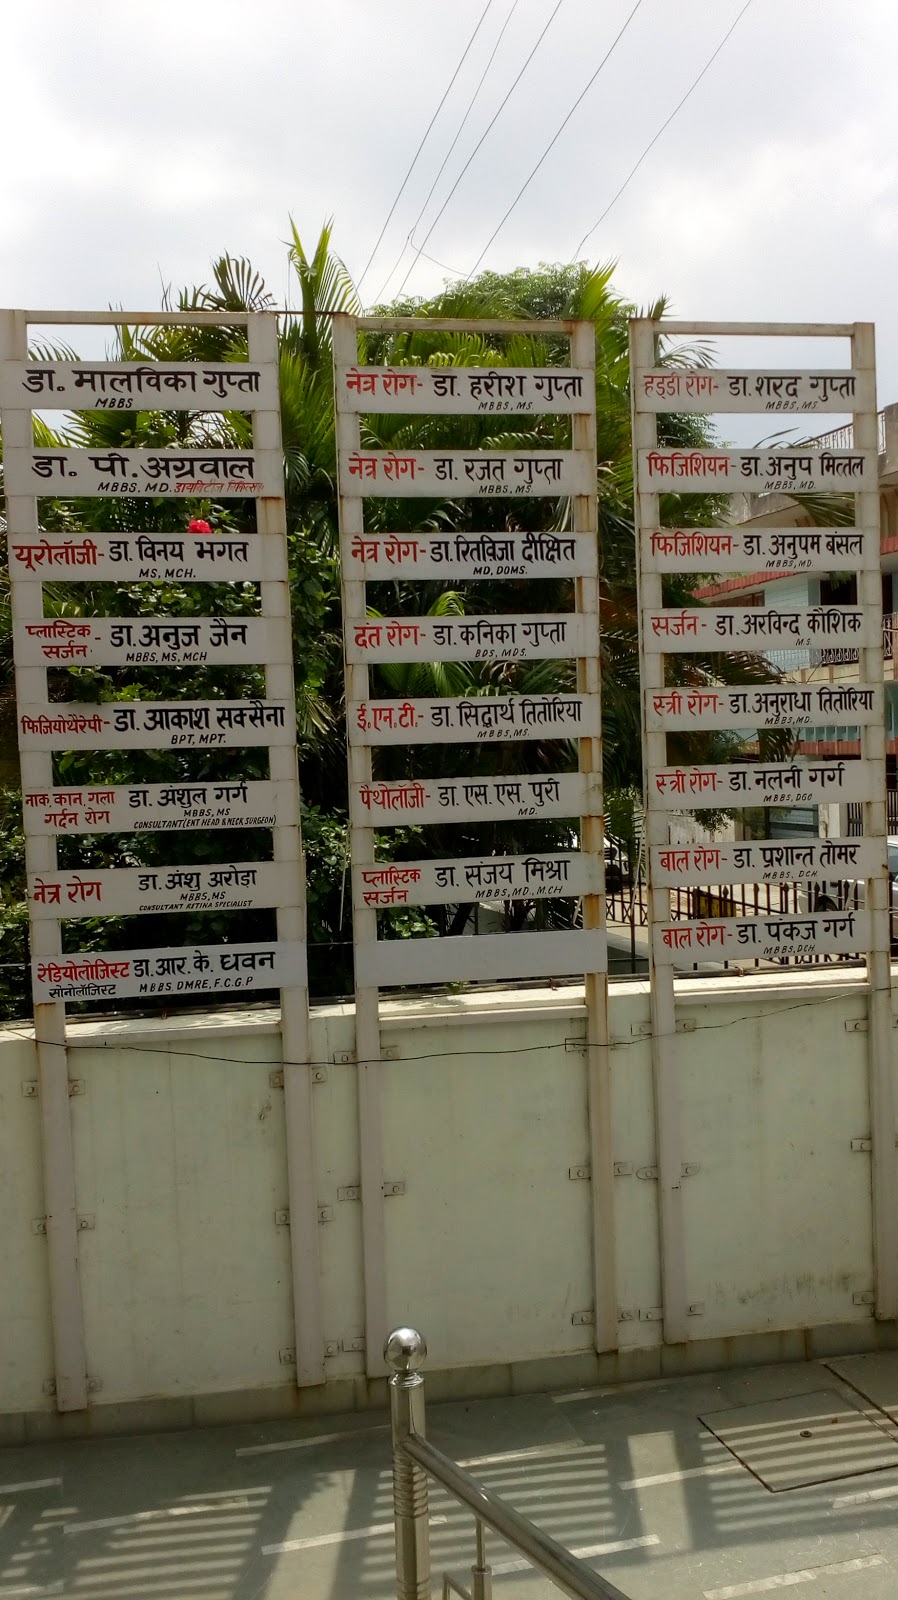 डा. मालविका गुप्ता
MBBS
डा. पी. अग्रवाल
MBBS, MD. डायबिटीज चिकित्सक
यूरोलॉजी- डा. विनय भगत
MS, MCH.
प्लास्टिक सर्जन- डा. अनुज जैन
MBBS, MS, MCH
फिजियोथैरेपी- डा. आकाश सक्सैना
BPT, MPT.
नाक, कान, गला
गर्दन रोग डा. अंशुल गर्ग
MBBS, MS
CONSULTANT (ENT HEAD & NECK SURGEON)
नेत्र रोग डा. अंशु अरोड़ा
MBBS, MS
CONSULTANT RETINA SPECIALIST
रेडियोलोजिस्ट डा. आर. के. धवन
सोनोलॉजिस्ट MBBS, DMRE, F.C.G.P
नेत्र रोग- डा. हरीश गुप्ता
MBBS, MS.
नेत्र रोग- डा. रजत गुप्ता
MBBS, MS.
नेत्र रोग- डा. रितविजा दीक्षित
MD, DOMS.
दंत रोग- डा. कनिका गुप्ता
BDS, MDS.
ई.एन.टी.- डा. सिद्वार्थ तितोरिया
MBBS, MS.
पैथोलॉजी- डा. एस. एस. पुरी
MD.
प्लास्टिक सर्जन- डा. संजय मिश्रा
MBBS, MD., M.CH
हड्डी रोग- डा. शरद गुप्ता
MBBS, MS.
फिजिशियन- डा. अनुप मित्तल
MBBS, MD.
फिजिशियन- डा. अनुपम बंसल
MBBS, MD.
सर्जन- डा. अरविन्द कौशिक
M.S.
स्त्री रोग- डा. अनुराधा तितोरिया
MBBS, MD.
स्त्री रोग- डा. नलनी गर्ग
MBBS, DGO
बाल रोग- डा. प्रशान्त तोमर
MBBS, DCH.
बाल रोग- डा. पंकज गर्ग
MBBS, DCH.